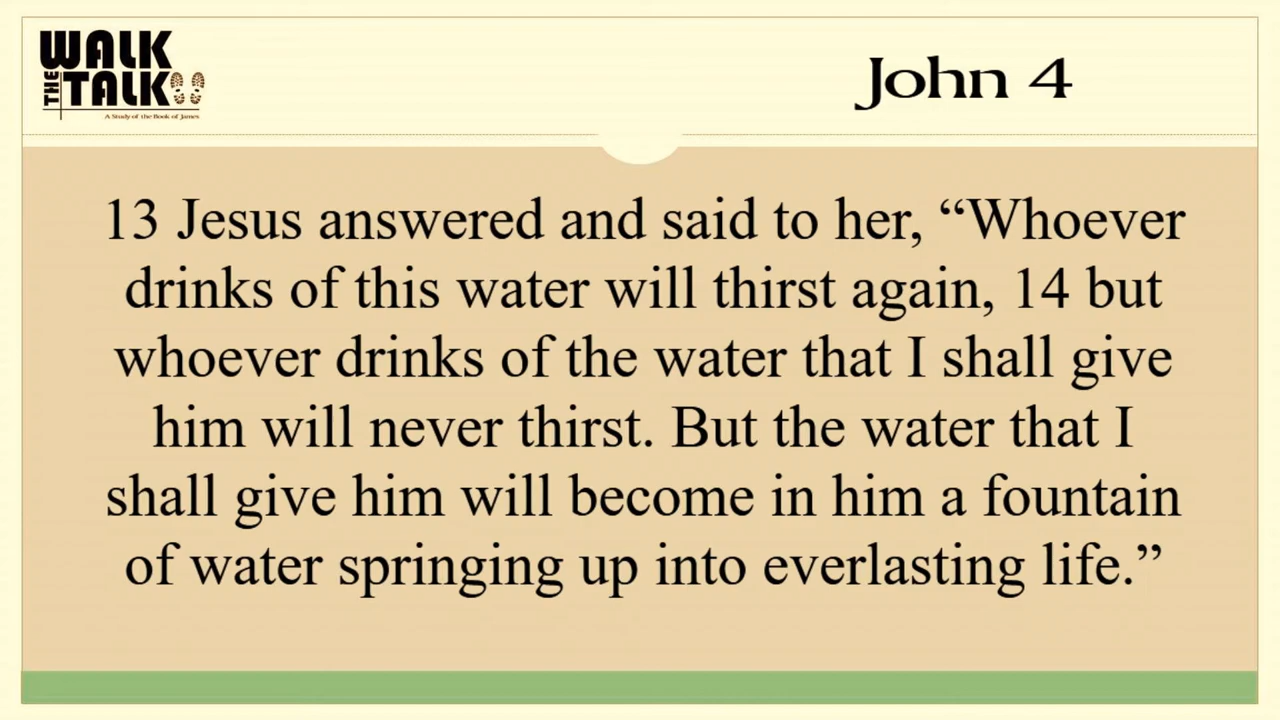 WALK
THE TALK
A Study of the Book of James
John 4
13 Jesus answered and said to her, “Whoever
drinks of this water will thirst again, 14 but
whoever drinks of the water that I shall give
him will never thirst. But the water that I
shall give him will become in him a fountain
of water springing up into everlasting life.”